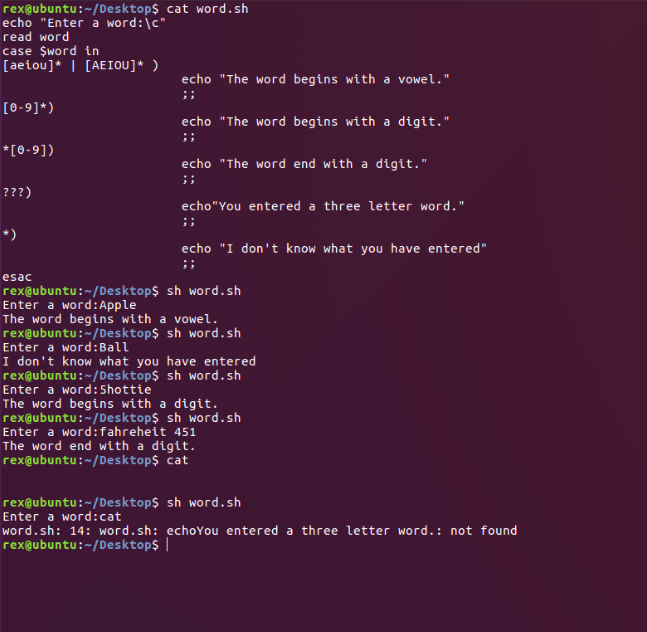 rex@ubuntu:~/Desktop$ cat word.sh
echo "Enter a word:\c"
read word
case $word in
[aeiou]* | [AEIOU]* )
echo "The word begins with a vowel."
;;
[0-9]*)
echo "The word begins with a digit."
;;
*[0-9])
echo "The word end with a digit."
;;
???)
echo"You entered a three letter word."
;;
*)
echo "I don't know what you have entered"
;;
esac
rex@ubuntu:~/Desktop$ sh word.sh
Enter a word:Apple
The word begins with a vowel.
rex@ubuntu:~/Desktop$ sh word.sh
Enter a word:Ball
I don't know what you have entered
rex@ubuntu:~/Desktop$ sh word.sh
Enter a word:5hottie
The word begins with a digit.
rex@ubuntu:~/Desktop$ sh word.sh
Enter a word:fahreheit 451
The word end with a digit.
rex@ubuntu:~/Desktop$ cat
rex@ubuntu:~/Desktop$ sh word.sh
Enter a word:cat
word.sh: 14: word.sh: echoYou entered a three letter word.: not found
rex@ubuntu:~/Desktop$